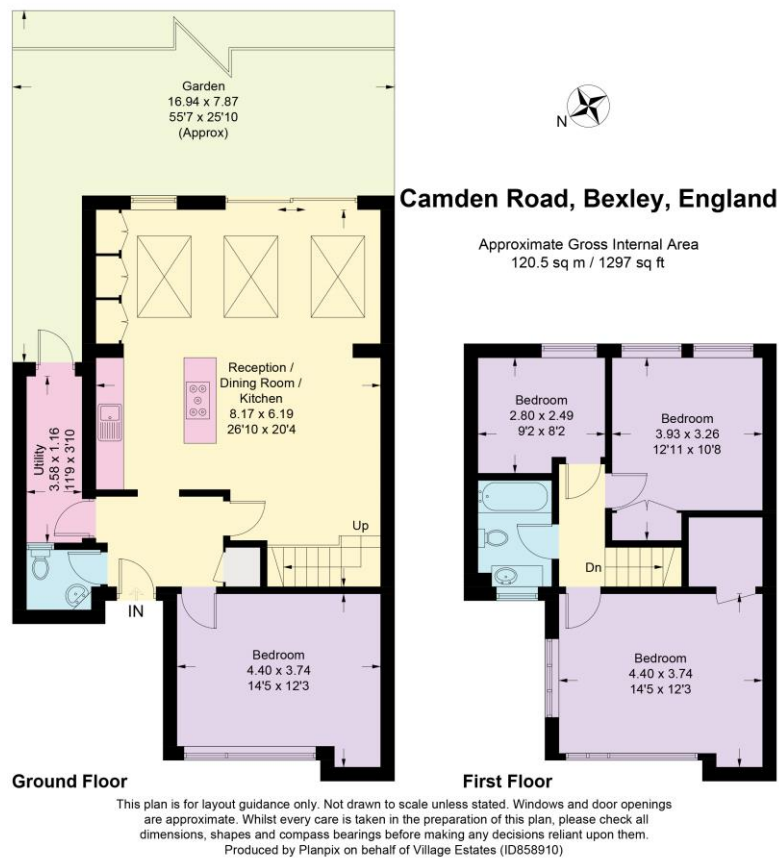 Garden
16.94 x 7.87
55'7 x 25'10
(Approx)
N
Camden Road, Bexley, England
Approximate Gross Internal Area
120.5 sq m / 1297 sq ft
Reception /
Dining Room /
Kitchen
8.17 x 6.19
26'10 x 20'4
Utility
3.58 x 1.16
11'9 x 3'10
Up
IN
Bedroom
4.40 x 3.74
14'5 x 12'3
Ground Floor
Bedroom
2.80 x 2.49
9'2 x 8'2
Bedroom
3.93 x 3.26
12'11 x 10'8
Dn
Bedroom
4.40 x 3.74
14'5 x 12'3
First Floor
This plan is for layout guidance only. Not drawn to scale unless stated. Windows and door openings
are approximate. Whilst every care is taken in the preparation of this plan, please check all
dimensions, shapes and compass bearings before making any decisions reliant upon them.
Produced by Planpix on behalf of Village Estates (ID858910)